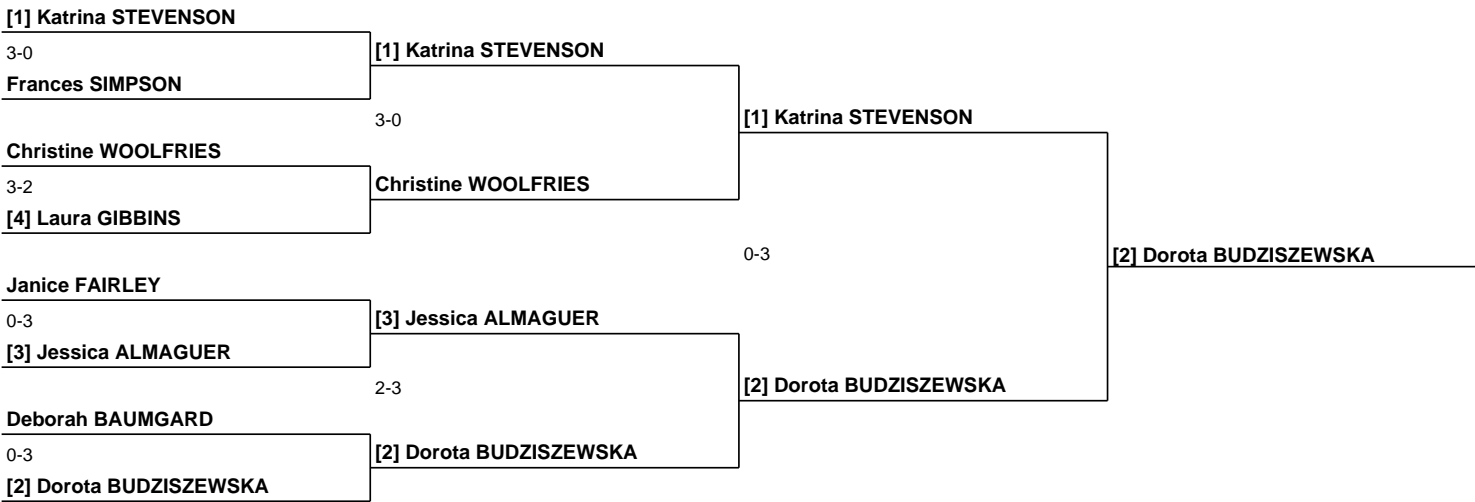 [1] Katrina STEVENSON
3-0
Frances SIMPSON
[1] Katrina STEVENSON
3-0
Christine WOOLFRIES
3-2
[4] Laura GIBBINS
Christine WOOLFRIES
[1] Katrina STEVENSON
0-3
Janice FAIRLEY
0-3
[3] Jessica ALMAGUER
[3] Jessica ALMAGUER
2-3
Deborah BAUMGARD
0-3
[2] Dorota BUDZISZEWSKA
[2] Dorota BUDZISZEWSKA
[2] Dorota BUDZISZEWSKA
[2] Dorota BUDZISZEWSKA